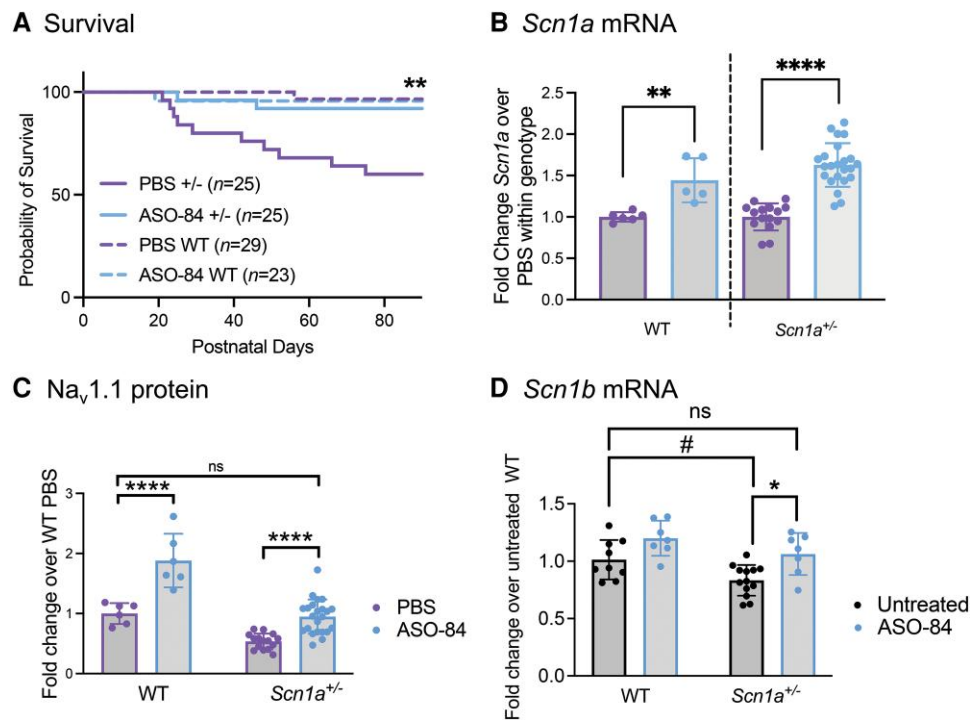 A Survival
**
100
50
0
Probability of Survival
PBS +/- (n=25)
ASO-84 +/- (n=25)
PBS WT (n=29)
ASO-84 WT (n=23)
0 20 40 60 80
Postnatal Days
B Scn1a mRNA
**
****
2.5
2.0
1.5
1.0
0.5
0.0
Fold Change Scn1a over
PBS within genotype
WT
Scn1a+/-
C Nav1.1 protein
ns
****
****
3
2
1
0
Fold change over WT PBS
WT
Scn1a+/-
PBS
ASO-84
D Scn1b mRNA
ns
#
*
1.5
1.0
0.5
0.0
Fold change over untreated WT
WT
Scn1a+/-
Untreated
ASO-84